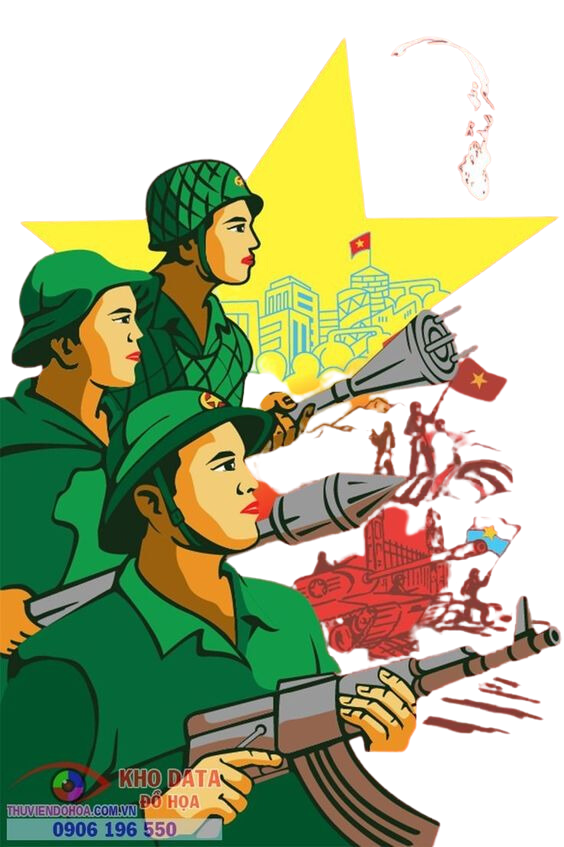 KHO DATA
ĐỒ HỌA
THUVIENDOHOA.COM.VN
0906 196 550